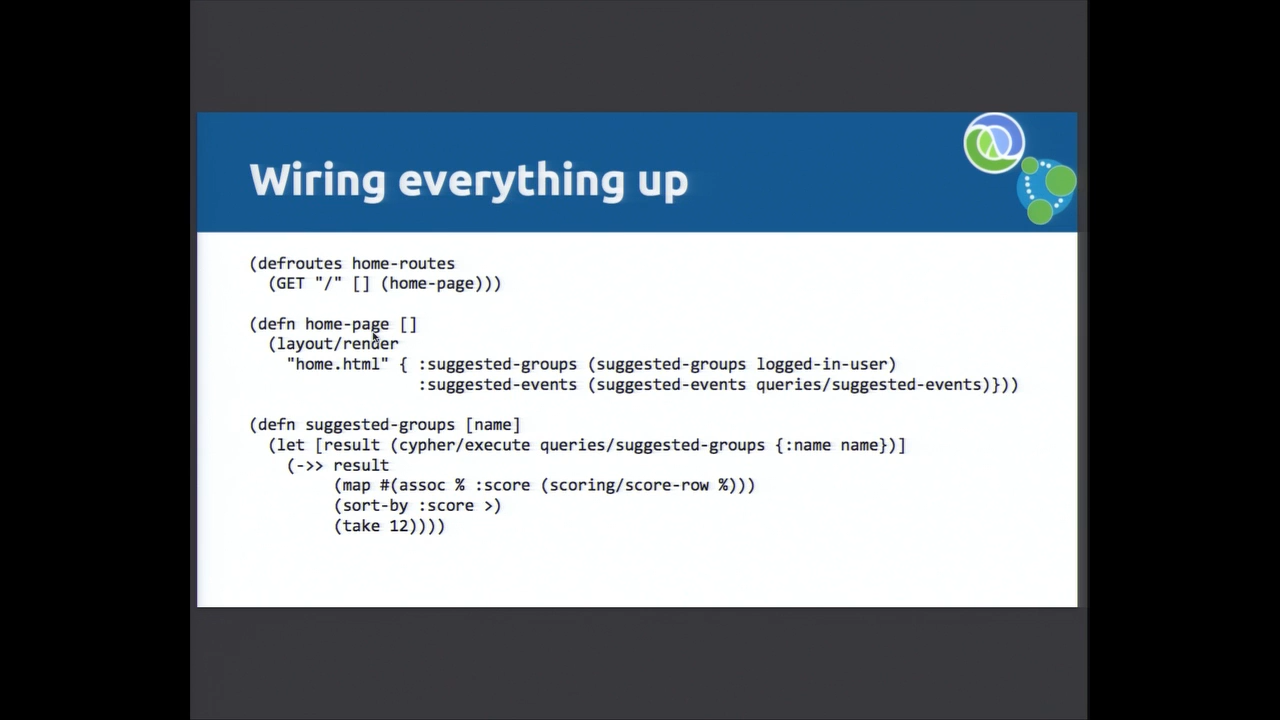 Wiring everything up
(defroutes home-routes
  (GET "/" [] (home-page)))
(defn home-page []
  (layout/render
    "home.html" { :suggested-groups (suggested-groups logged-in-user)
                  :suggested-events (suggested-events queries/suggested-events)}))
(defn suggested-groups [name]
  (let [result (cypher/execute queries/suggested-groups {:name name})]
    (->> result
         (map #(assoc % :score (scoring/score-row %)))
         (sort-by :score >)
         (take 12))))